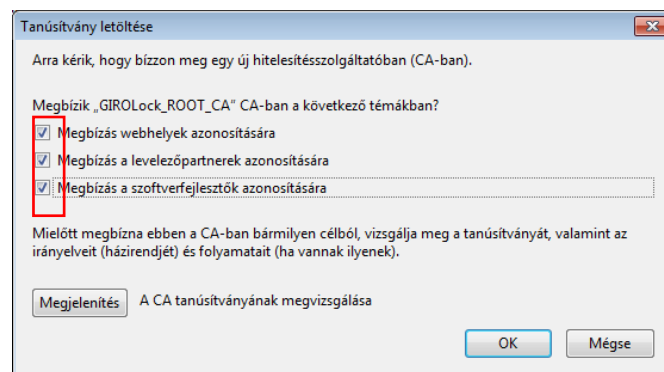 Tanúsítvány letöltése
Arra kérik, hogy bízzon meg egy új hitelesítésszolgáltatóban (CA-ban).
Megbízik „GIROLock_ROOT_CA" CA-ban a következő témákban?
Megbízás webhelyek azonosítására
Megbízás a levelezőpartnerek azonosítására
Megbízás a szoftverfejlesztők azonosítására
Mielőtt megbízna ebben a CA-ban bármilyen célból, vizsgálja meg a tanúsítványát, valamint az
irányelveit (házirendjét) és folyamatait (ha vannak ilyenek).
Megjelenítés A CA tanúsítványának megvizsgálása
OK Mégse